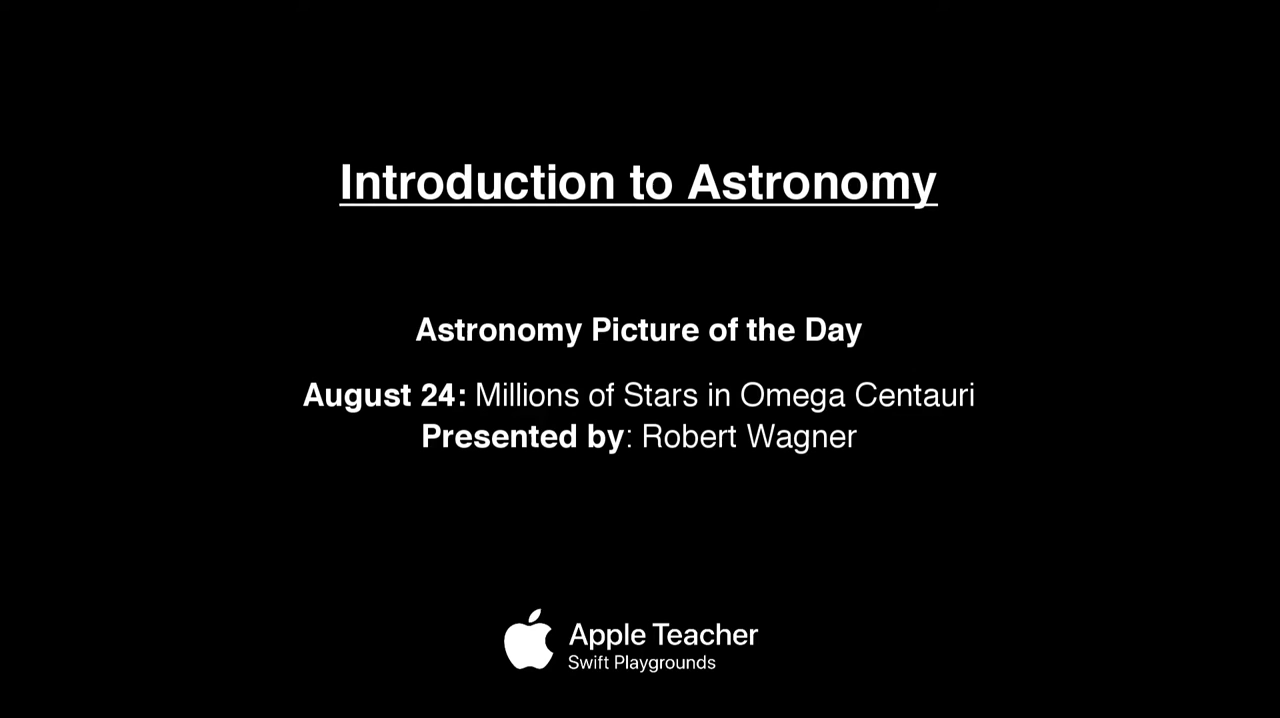 Introduction to Astronomy
Astronomy Picture of the Day
August 24: Millions of Stars in Omega Centauri
Presented by: Robert Wagner
Apple Teacher
Swift Playgrounds